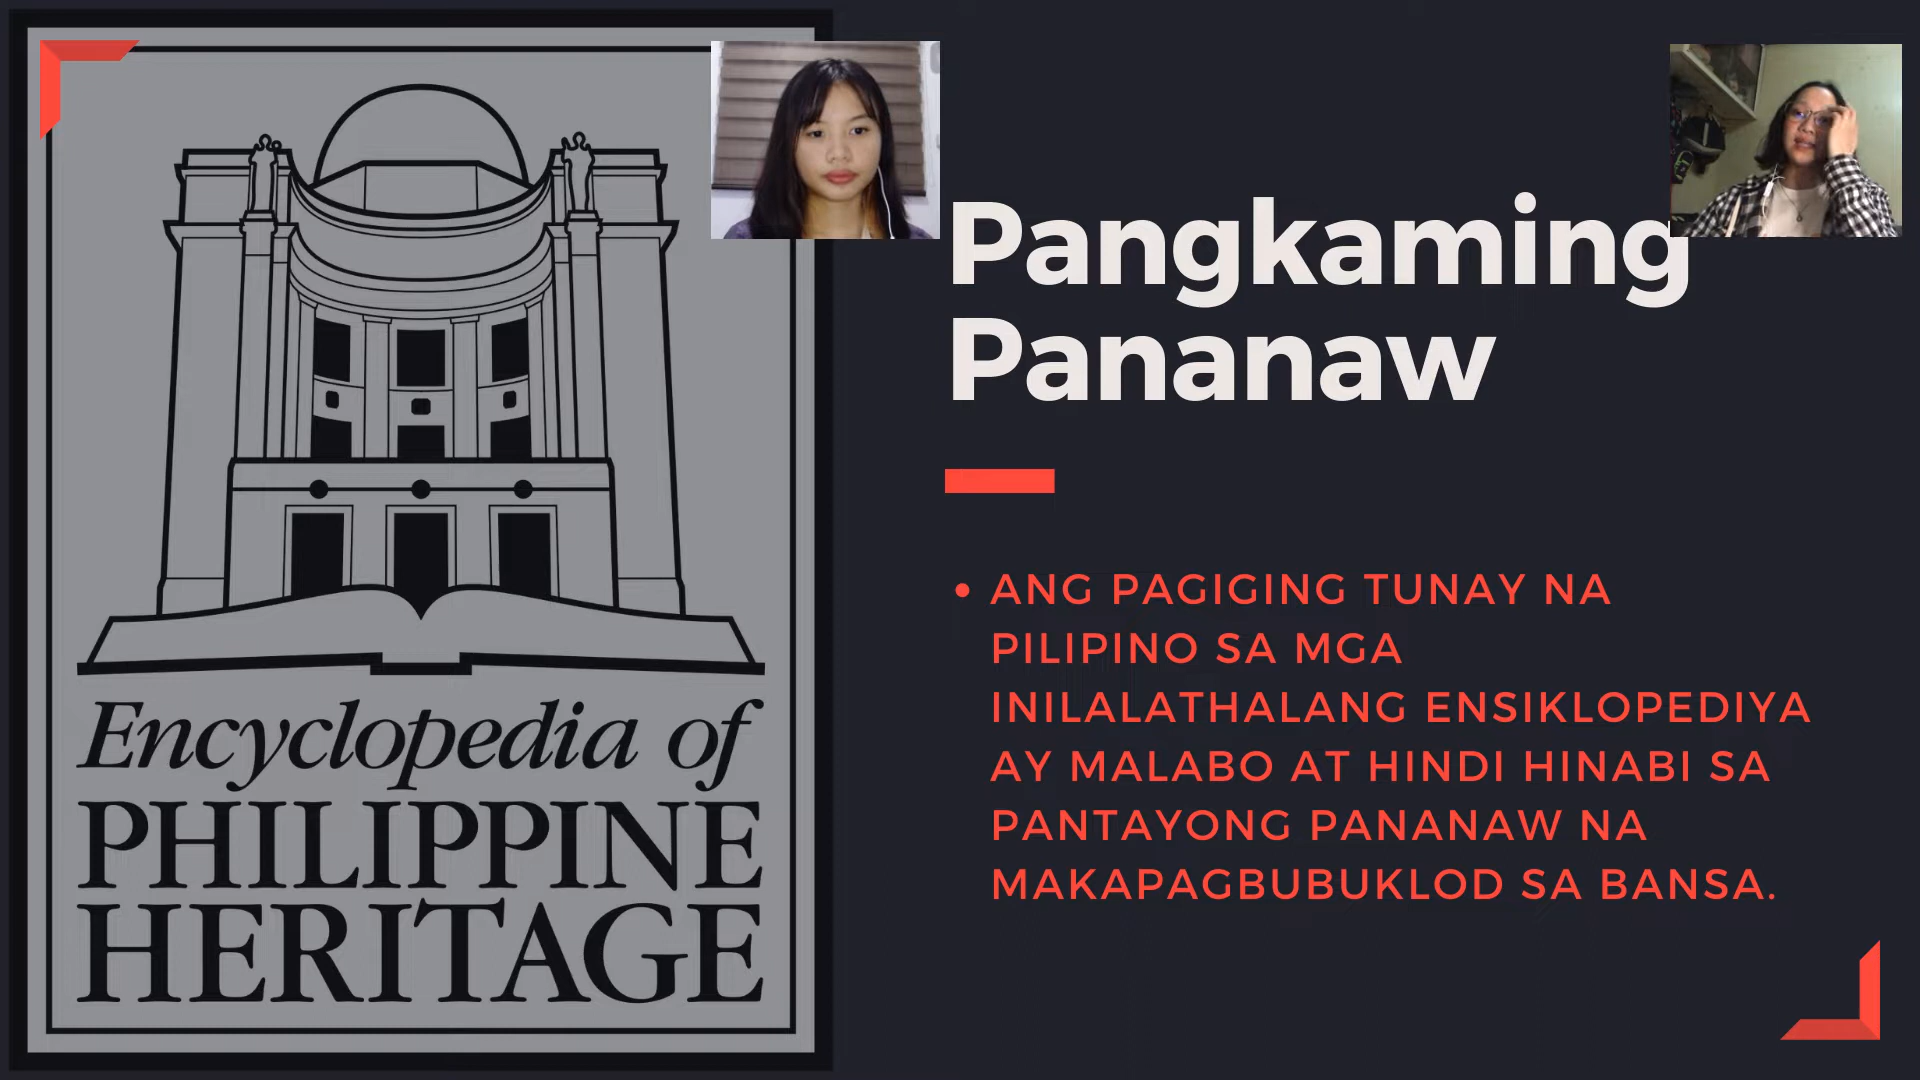 Encyclopedia of
PHILIPPINE
HERITAGE
Pangkaming
Pananaw
ANG PAGIGING TUNAY NA
PILIPINO SA MGA
INILALATHALANG ENSIKLOPEDIYA
AY MALABO AT HINDI HINABI SA
PANTAYONG PANANAW NA
MAKAPAGBUBUKLOD SA BANSA.